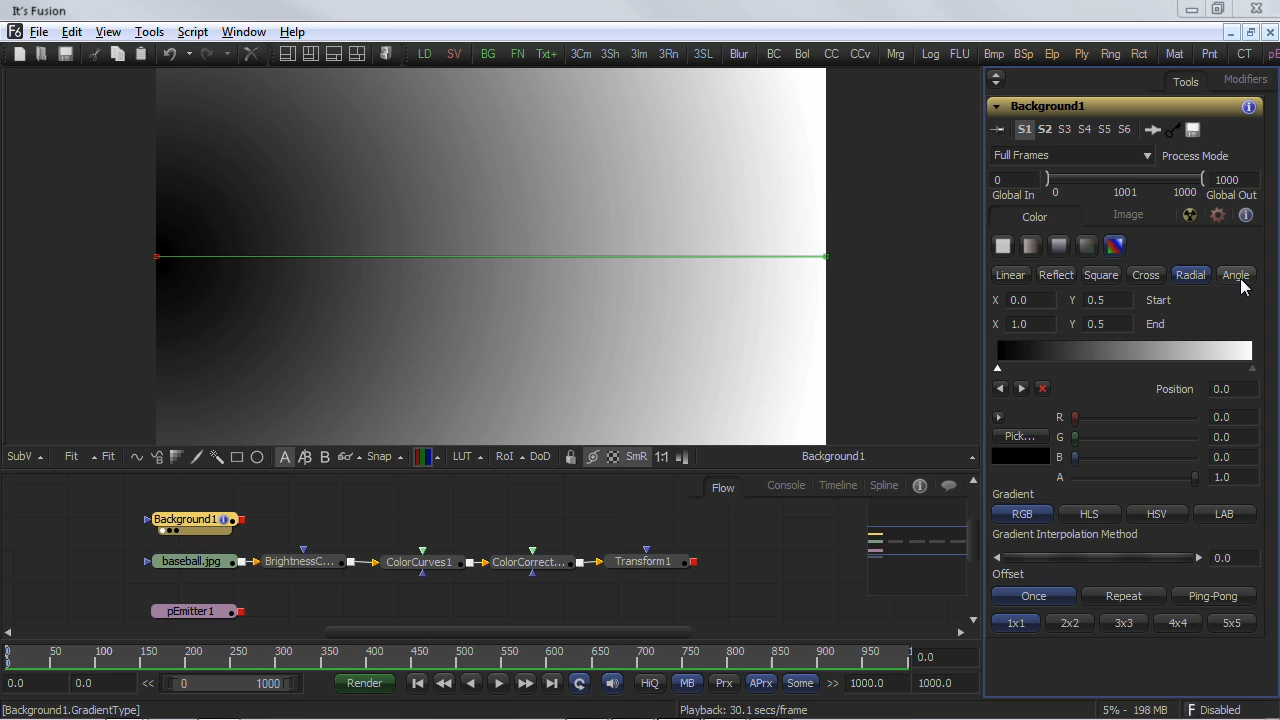 It's Fusion
File Edit View Tools Script Window Help
LD SV BG FN Txt+ 3Cm 3Sh 3Im 3Rn 3SL Blur BC Bol CC CCv Mrg Log FLU Bmp BSp Elp Ply Rng Rct Mat Pnt CT pE
Tools Modifiers
Background1
S1 S2 S3 S4 S5 S6
Full Frames Process Mode
0 1000
Global In 0 1001 1000 Global Out
Color Image
Linear Reflect Square Cross Radial Angle
X 0.0 Y 0.5 Start
X 1.0 Y 0.5 End
Position 0.0
R 0.0
Pick... G 0.0
B 0.0
A 1.0
Gradient
RGB HLS HSV LAB
Gradient Interpolation Method
0.0
Offset
Once Repeat Ping-Pong
1x1 2x2 3x3 4x4 5x5
SubV Fit Fit A B Snap LUT RoI DoD SmR 1:1 Background1
Flow Console Timeline Spline
Background1
baseball.jpg BrightnessC... ColorCurves1 ColorCorrect... Transform1
pEmitter1
0 50 100 150 200 250 300 350 400 450 500 550 600 650 700 750 800 850 900 950 0.0
0.0 0.0 << 0 1000 Render HiQ MB Prx APrx Some >> 1000.0 1000.0
[Background1.GradientType] Playback: 30.1 secs/frame 5% - 198 MB F Disabled